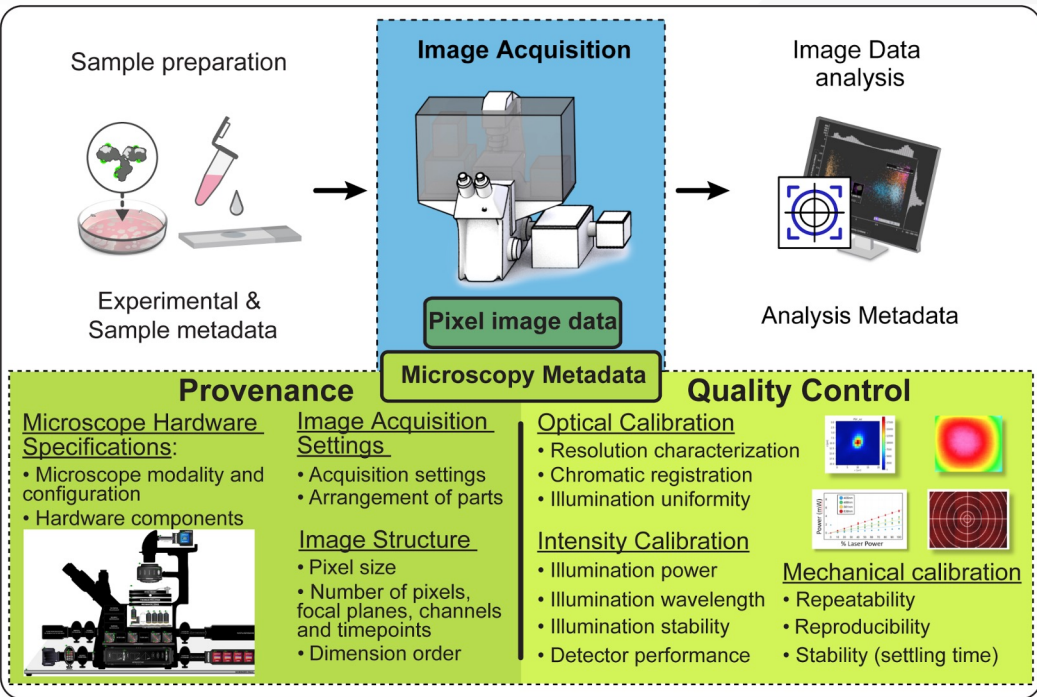 Sample preparation
Experimental &
Sample metadata
Image Acquisition
Pixel image data
Microscopy Metadata
Image Data
analysis
Analysis Metadata
Provenance
Microscope Hardware
Specifications:
• Microscope modality and
configuration
• Hardware components
Image Acquisition
Settings
• Acquisition settings
• Arrangement of parts
Image Structure
• Pixel size
• Number of pixels,
focal planes, channels
and timepoints
• Dimension order
Quality Control
Optical Calibration
• Resolution characterization
• Chromatic registration
• Illumination uniformity
Intensity Calibration
• Illumination power
• Illumination wavelength
• Illumination stability
• Detector performance
Power (mW)
% Laser Power
Mechanical calibration
• Repeatability
• Reproducibility
• Stability (settling time)